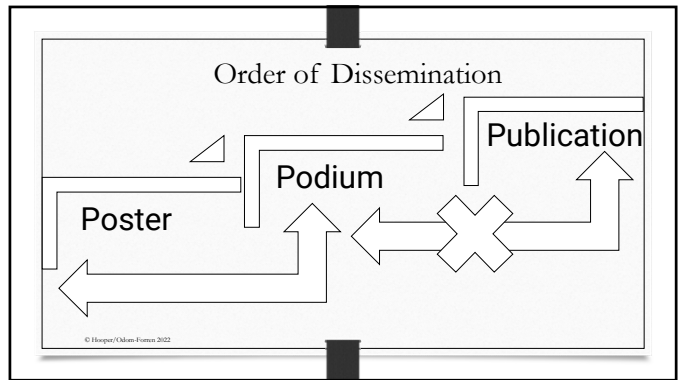 Order of Dissemination
Publication
Podium
Poster
© Hooper/Odom-Forren 2022